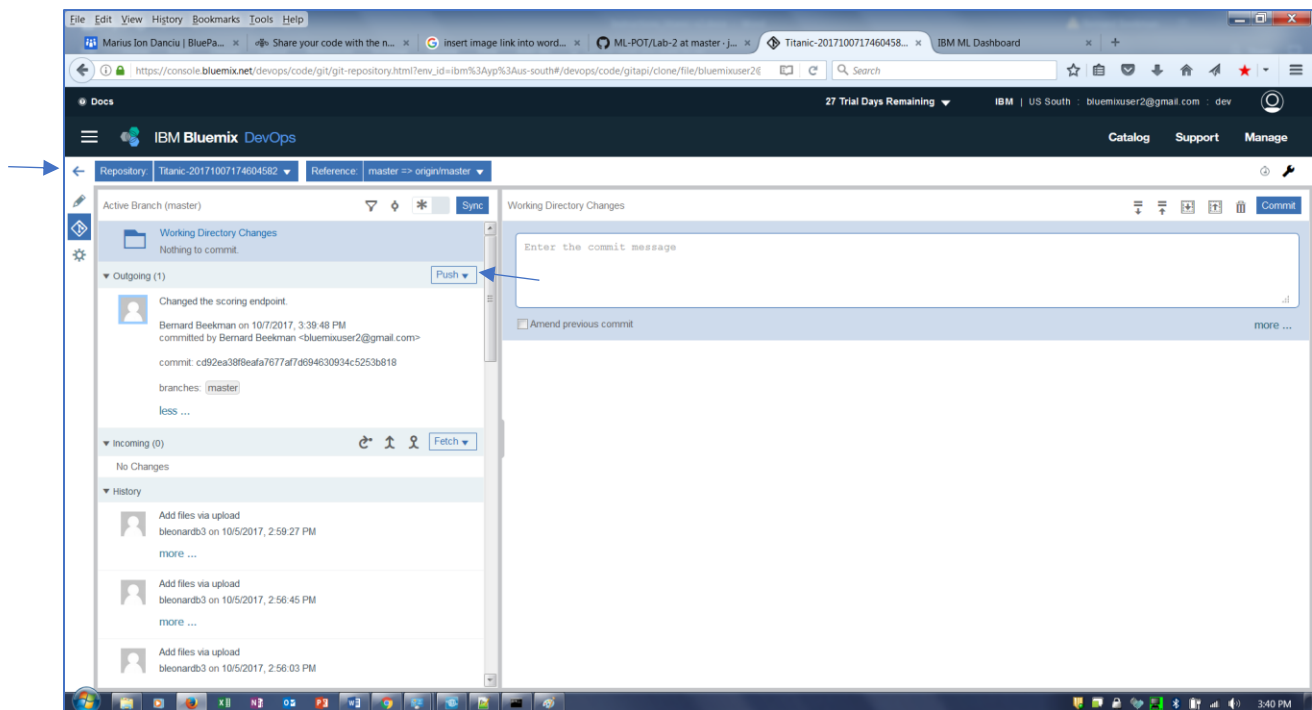 File Edit View History Bookmarks Tools Help
Marius Ion Danciu | BluePa... × Share your code with the n... × insert image link into word... × ML-POT/Lab-2 at master · j... × Titanic-2017100717460458... × IBM ML Dashboard × +
https://console.bluemix.net/devops/code/git/git-repository.html?env_id=ibm%3Ayp%3Aus-south#/devops/code/gitapi/clone/file/bluemixuser2@ Search
Docs 27 Trial Days Remaining IBM | US South : bluemixuser2@gmail.com : dev
IBM Bluemix DevOps Catalog Support Manage
Repository: Titanic-20171007174604582 Reference: master => origin/master
Active Branch (master) Sync Working Directory Changes Commit
Working Directory Changes
Nothing to commit.
Enter the commit message
Outgoing (1) Push
Changed the scoring endpoint.
Bernard Beekman on 10/7/2017, 3:39:48 PM
Amend previous commit more ...
committed by Bernard Beekman <bluemixuser2@gmail.com>
commit: cd92ea38f8eafa7677af7d694630934c5253b818
branches: master
less ...
Incoming (0) Fetch
No Changes
History
Add files via upload
bleonardb3 on 10/5/2017, 2:59:27 PM
more ...
Add files via upload
bleonardb3 on 10/5/2017, 2:56:45 PM
more ...
Add files via upload
bleonardb3 on 10/5/2017, 2:56:03 PM
3:40 PM